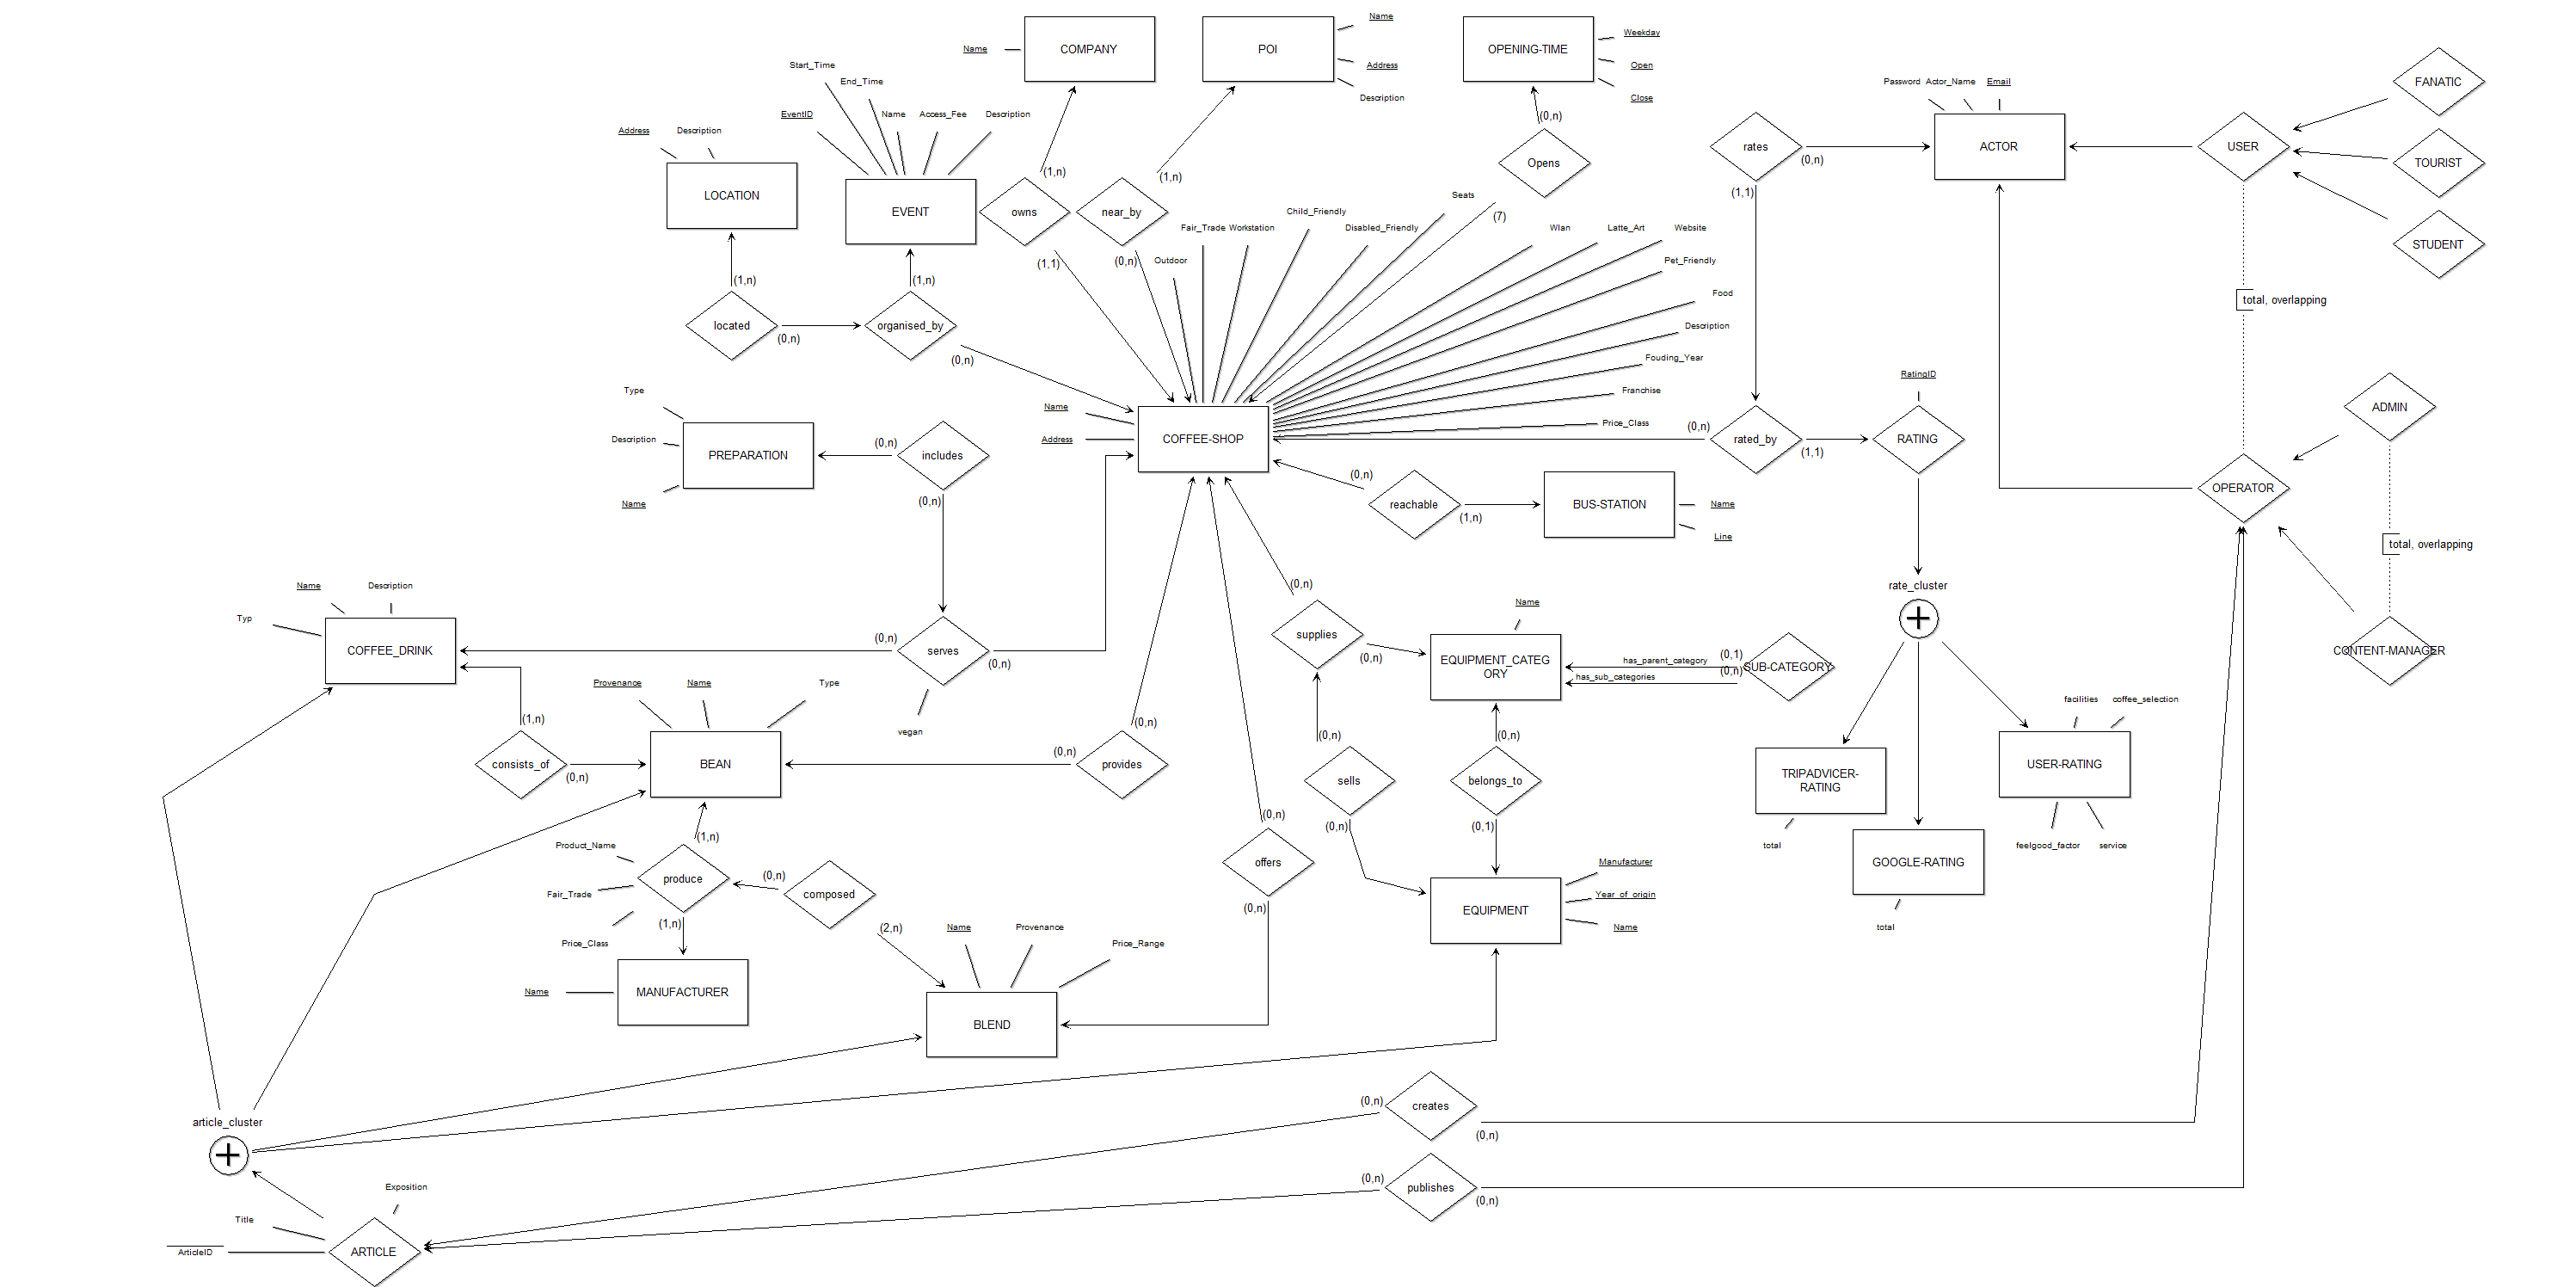 Name
COMPANY
POI
Name
Address
Description
OPENING-TIME
Weekday
Open
Close
Start_Time
End_Time
EventID
Name
Access_Fee
Description
EVENT
Address
Description
LOCATION
(1,n)
owns
(1,1)
(1,n)
near_by
(0,n)
(0,n)
Opens
(7)
(1,n)
located
(0,n)
(1,n)
organised_by
(0,n)
Outdoor
Fair_Trade
Workstation
Child_Friendly
Disabled_Friendly
Seats
Wlan
Latte_Art
Website
Pet_Friendly
Food
Description
Fouding_Year
Franchise
Price_Class
Name
Address
COFFEE-SHOP
rates
(0,n)
(1,1)
Password
Actor_Name
Email
ACTOR
USER
FANATIC
TOURIST
STUDENT
total, overlapping
(0,n)
rated_by
(1,1)
RatingID
RATING
ADMIN
OPERATOR
total, overlapping
CONTENT-MANAGER
Type
Description
Name
PREPARATION
(0,n)
includes
(0,n)
(0,n)
reachable
(1,n)
BUS-STATION
Name
Line
rate_cluster
Typ
Name
Description
COFFEE_DRINK
(0,n)
serves
(0,n)
vegan
(0,n)
supplies
(0,n)
Name
EQUIPMENT_CATEG
ORY
has_parent_category
(0,1)
has_sub_categories
(0,n)
SUB-CATEGORY
Provenance
Name
Type
BEAN
(1,n)
consists_of
(0,n)
(0,n)
provides
(0,n)
(0,n)
sells
(0,n)
(0,n)
belongs_to
(0,1)
facilities
coffee_selection
USER-RATING
feelgood_factor
service
TRIPADVICER-
RATING
total
GOOGLE-RATING
total
(1,n)
Product_Name
Fair_Trade
Price_Class
produce
(1,n)
(0,n)
composed
(2,n)
(0,n)
offers
(0,n)
Manufacturer
Year_of_origin
Name
EQUIPMENT
Name
MANUFACTURER
Name
Provenance
Price_Range
BLEND
article_cluster
(0,n)
creates
(0,n)
(0,n)
publishes
(0,n)
Exposition
Title
ArticleID
ARTICLE